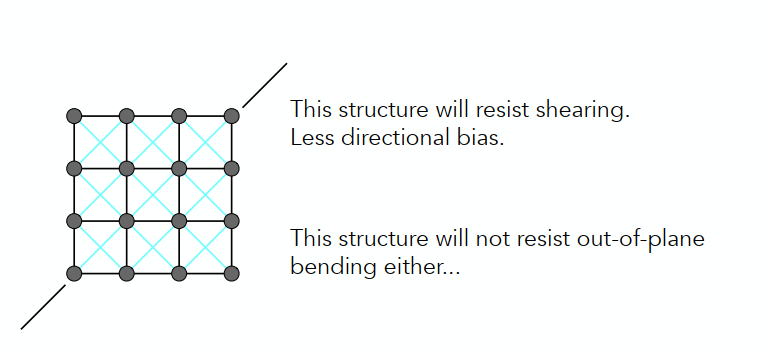 This structure will resist shearing.
Less directional bias.
This structure will not resist out-of-plane
bending either...